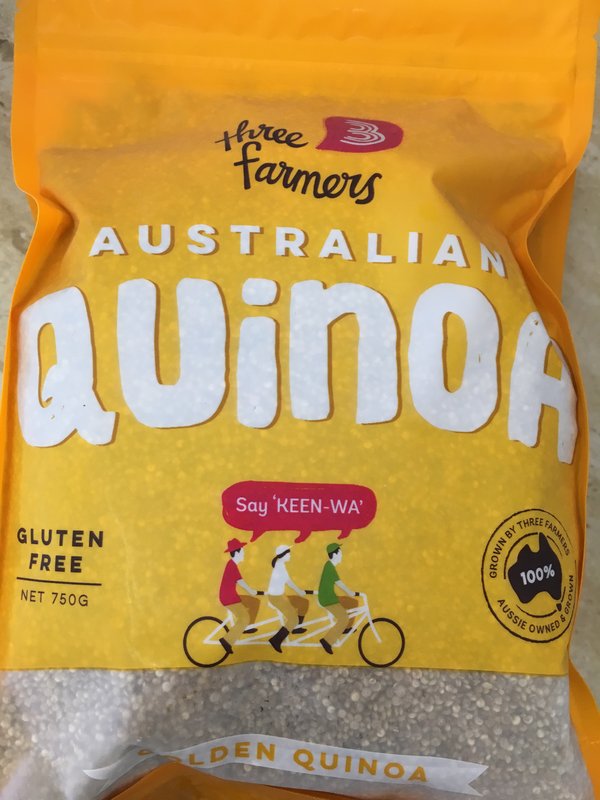 three 3
farmers
AUSTRALIAN
QUINOA
Say 'KEEN-WA'
GLUTEN
FREE
NET 750G
GROWN BY THREE FARMERS
100%
AUSSIE OWNED & GROWN
GOLDEN QUINOA